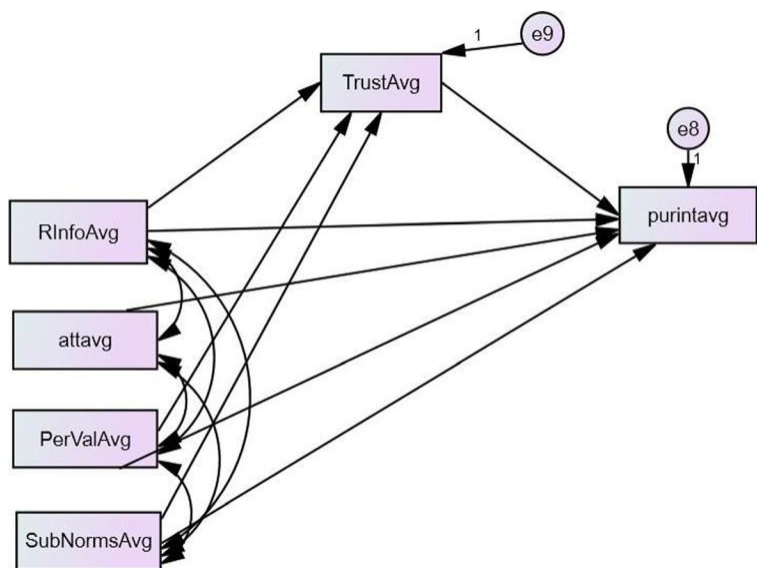 1
e9
TrustAvg
e8
1
purintavg
RInfoAvg
attavg
PerValAvg
SubNormsAvg